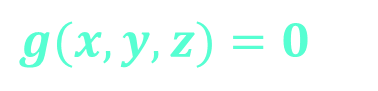 g(x, y, z) = 0